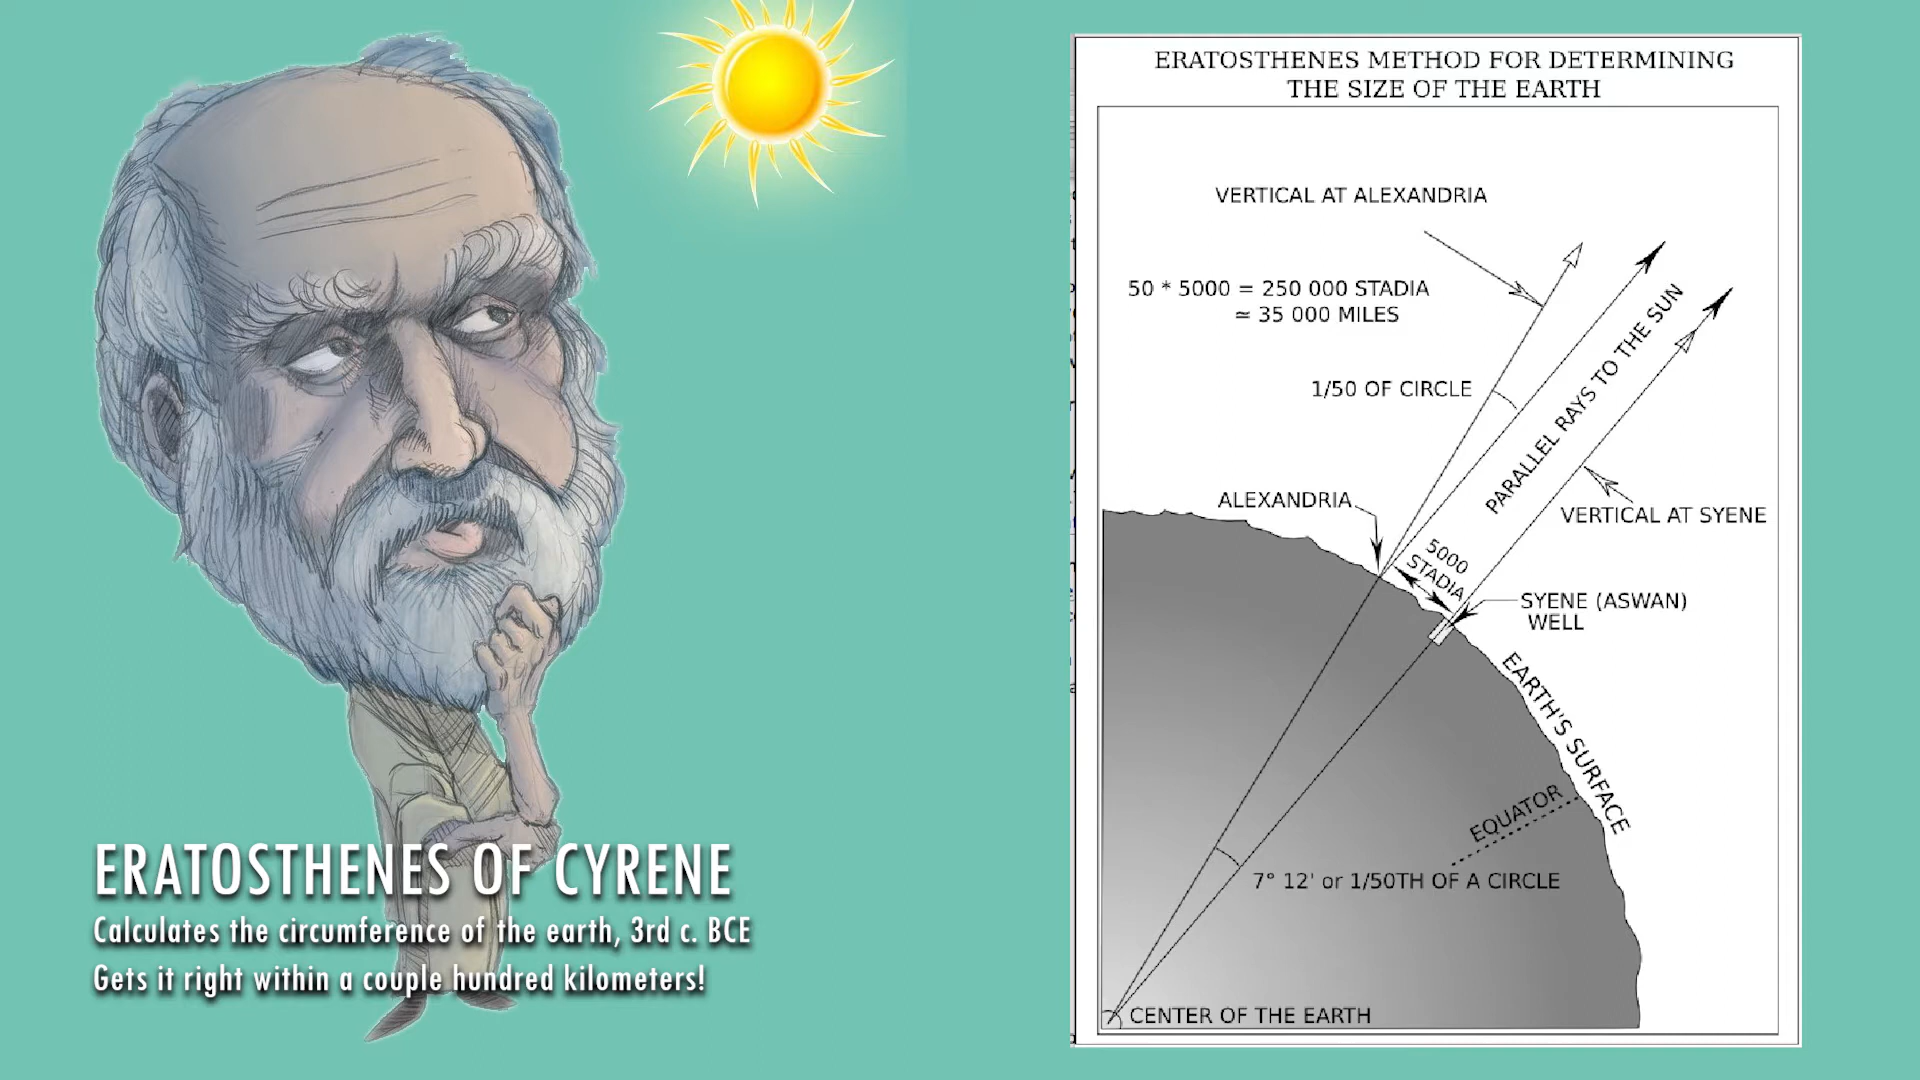 ERATOSTHENES OF CYRENE
Calculates the circumference of the earth, 3rd c. BCE
Gets it right within a couple hundred kilometers!
ERATOSTHENES METHOD FOR DETERMINING
THE SIZE OF THE EARTH
VERTICAL AT ALEXANDRIA
50 * 5000 = 250 000 STADIA
≃ 35 000 MILES
1/50 OF CIRCLE
PARALLEL RAYS TO THE SUN
ALEXANDRIA
VERTICAL AT SYENE
5000
STADIA
SYENE (ASWAN)
WELL
EARTH'S SURFACE
EQUATOR
7° 12' or 1/50TH OF A CIRCLE
CENTER OF THE EARTH